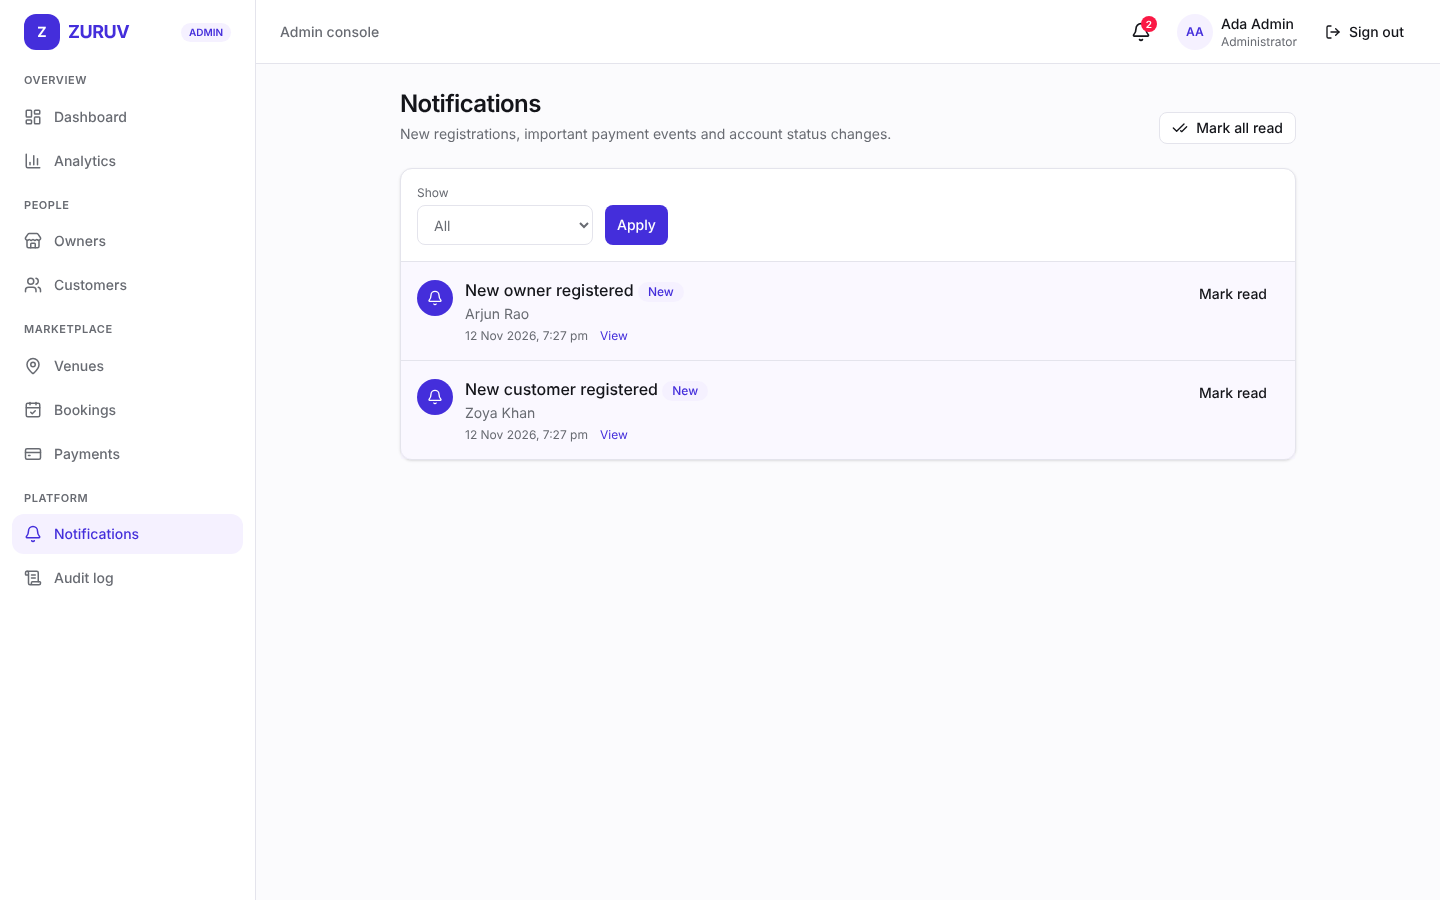 Z ZURUV ADMIN
OVERVIEW
Dashboard
Analytics
PEOPLE
Owners
Customers
MARKETPLACE
Venues
Bookings
Payments
PLATFORM
Notifications
Audit log
Admin console
2
AA
Ada Admin
Administrator
Sign out
Notifications
New registrations, important payment events and account status changes.
Mark all read
Show
All
Apply
New owner registered New
Arjun Rao
12 Nov 2026, 7:27 pm View
Mark read
New customer registered New
Zoya Khan
12 Nov 2026, 7:27 pm View
Mark read